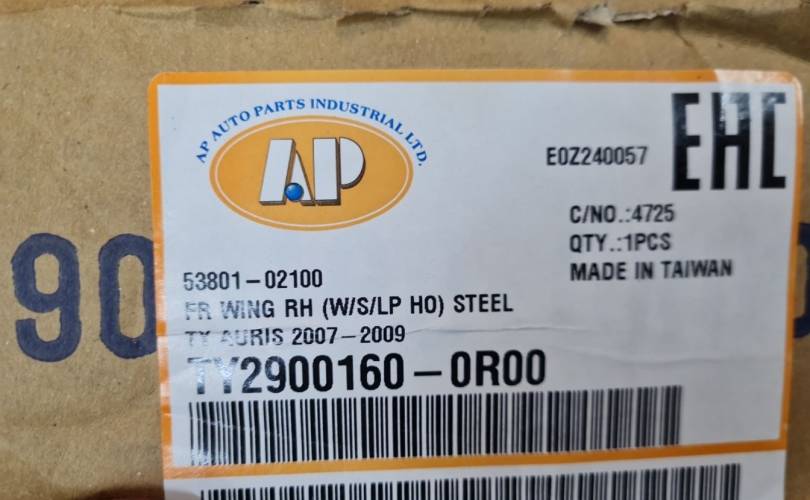 AP AUTO PARTS INDUSTRIAL LTD.
AP
EAC
E0Z240057
C/NO.:4725
QTY.:1PCS
MADE IN TAIWAN
53801-02100
FR WING RH (W/S/LP HO) STEEL
TY AURIS 2007-2009
TY2900160-0R00
90